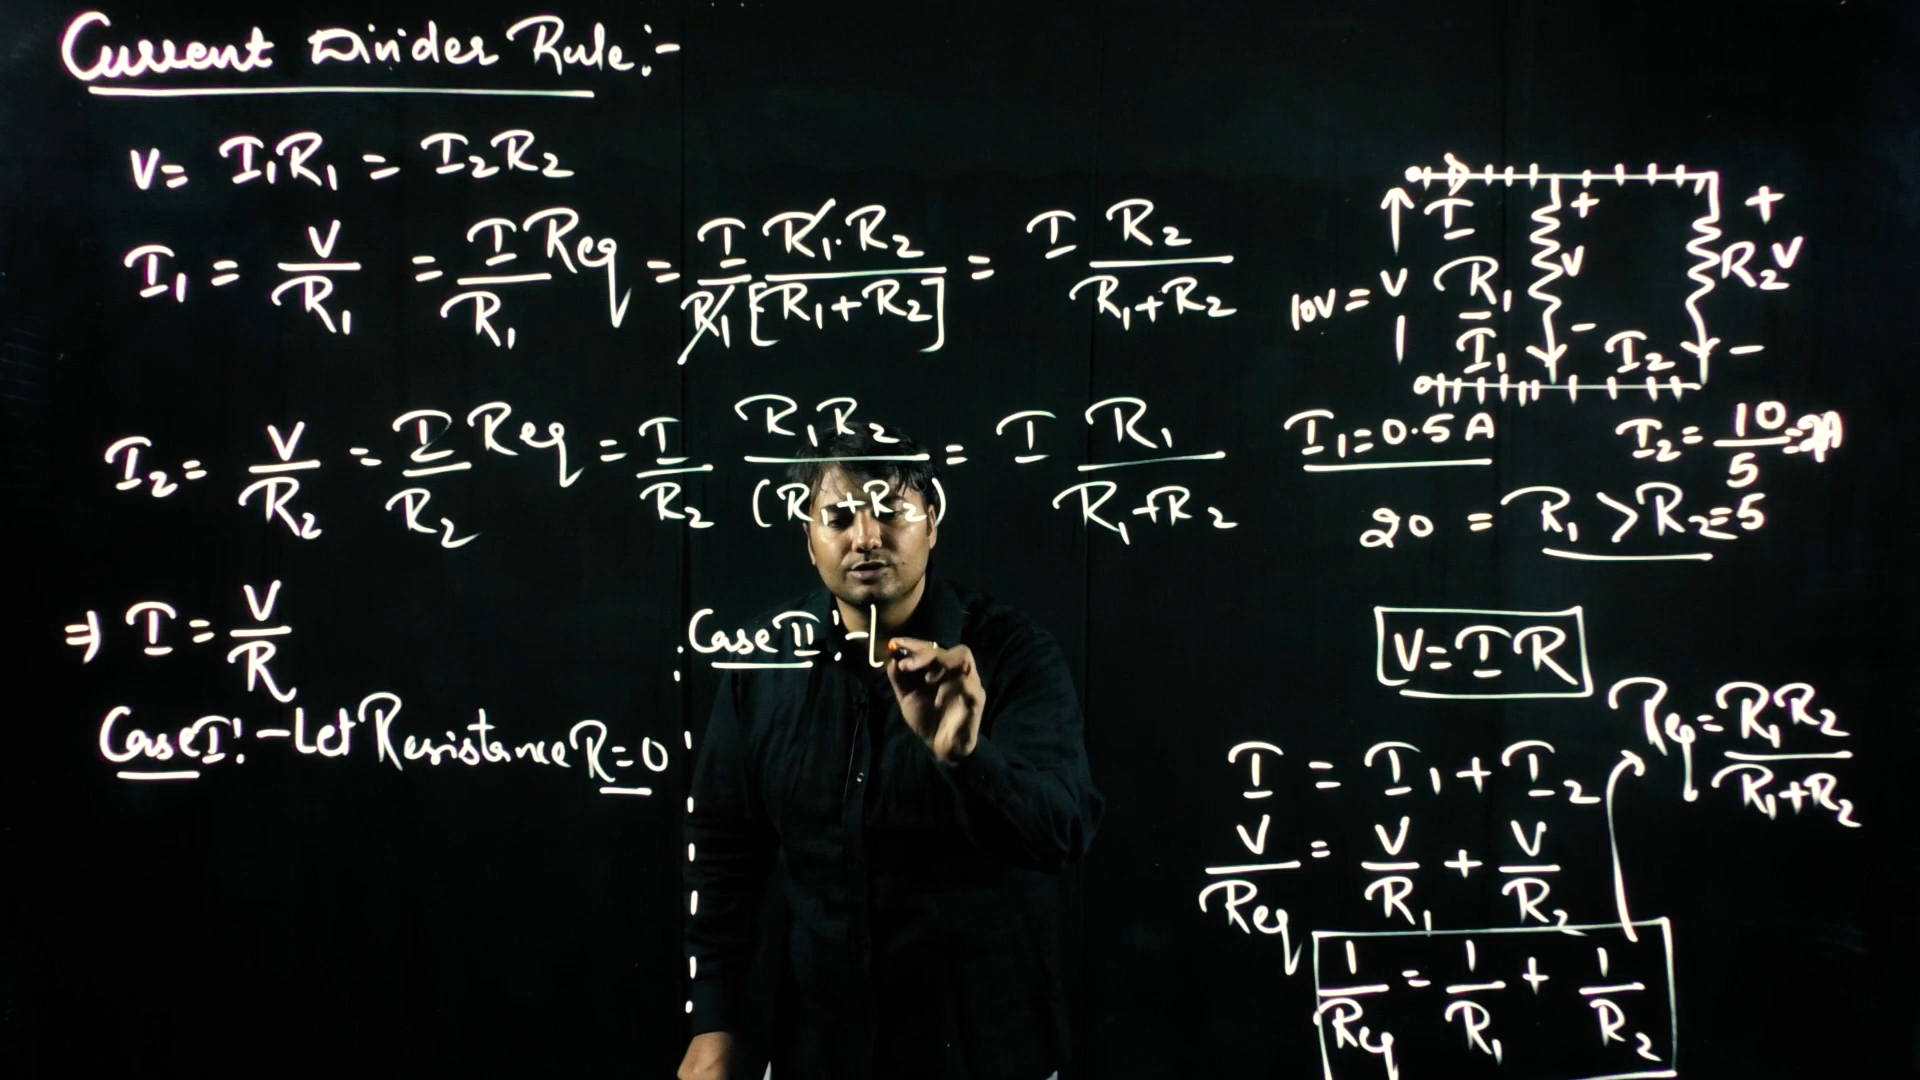 Current Divider Rule:-
V = I₁R₁ = I₂R₂
I₁ = V/R₁ = I Req/R₁ = I/R₁ R₁·R₂/[R₁+R₂] = I R₂/(R₁+R₂)
I₂ = V/R₂ = I Req/R₂ = I/R₂ R₁R₂/(R₁+R₂) = I R₁/(R₁+R₂)
⇒ I = V/R
Case I:- Let Resistance R=0
Case II:- L
I
+
+
10V = V
R₁
V
R₂
V
I₁
-
I₂
-
I₁=0.5A
I₂ = 10/5 = 2A
20 = R₁ > R₂ = 5
V = IR
Req = R₁R₂/(R₁+R₂)
I = I₁ + I₂
V/Req = V/R₁ + V/R₂
1/Req = 1/R₁ + 1/R₂